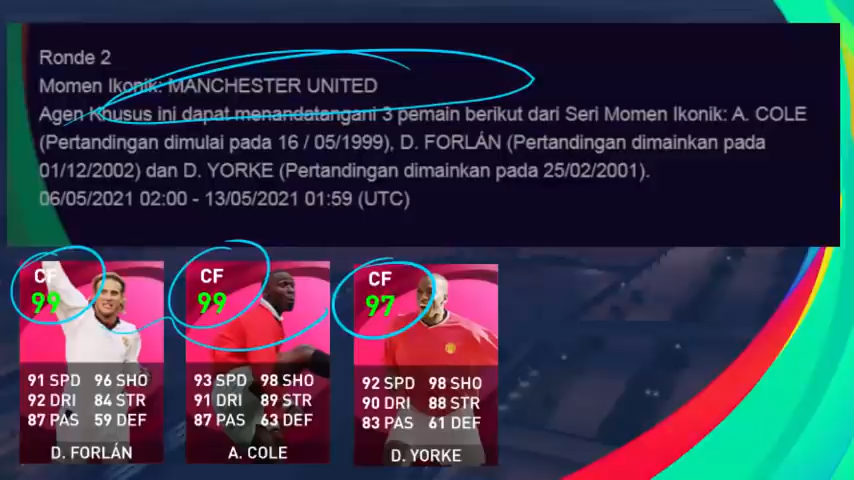 Ronde 2
Momen Ikonik: MANCHESTER UNITED
Agen Khusus ini dapat menandatangani 3 pemain berikut dari Seri Momen Ikonik: A. COLE
(Pertandingan dimulai pada 16 / 05/1999), D. FORLÁN (Pertandingan dimainkan pada
01/12/2002) dan D. YORKE (Pertandingan dimainkan pada 25/02/2001).
06/05/2021 02:00 - 13/05/2021 01:59 (UTC)
CF
99
91 SPD 96 SHO
92 DRI 84 STR
87 PAS 59 DEF
D. FORLÁN
CF
99
93 SPD 98 SHO
91 DRI 89 STR
87 PAS 63 DEF
A. COLE
CF
97
92 SPD 98 SHO
90 DRI 88 STR
83 PAS 61 DEF
D. YORKE